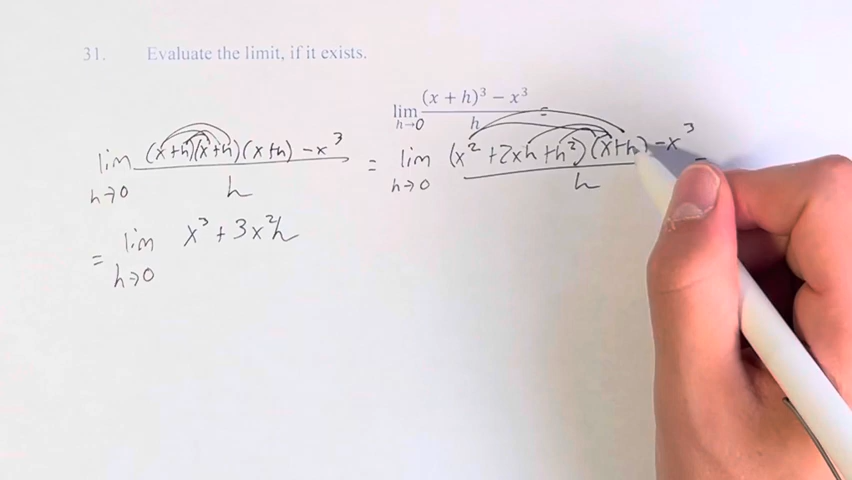 31. Evaluate the limit, if it exists.
lim h→0 (x + h)³ − x³ / h =
lim h→0 (x+h)(x+h)(x+h) − x³ / h = lim h→0 (x² + 2xh + h²)(x+h) − x³ / h =
= lim h→0 x³ + 3x²h